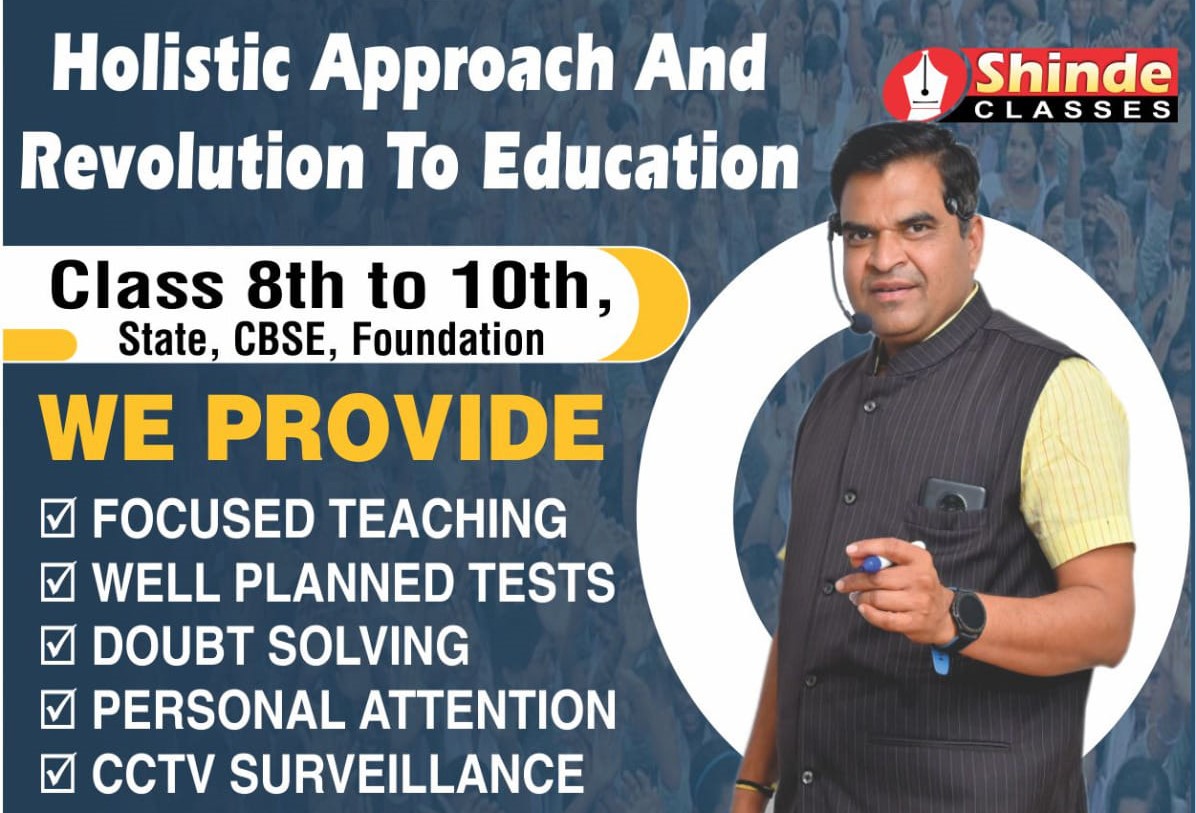 Holistic Approach And
Revolution To Education
Shinde
CLASSES
Class 8th to 10th,
State, CBSE, Foundation
WE PROVIDE
FOCUSED TEACHING
WELL PLANNED TESTS
DOUBT SOLVING
PERSONAL ATTENTION
CCTV SURVEILLANCE